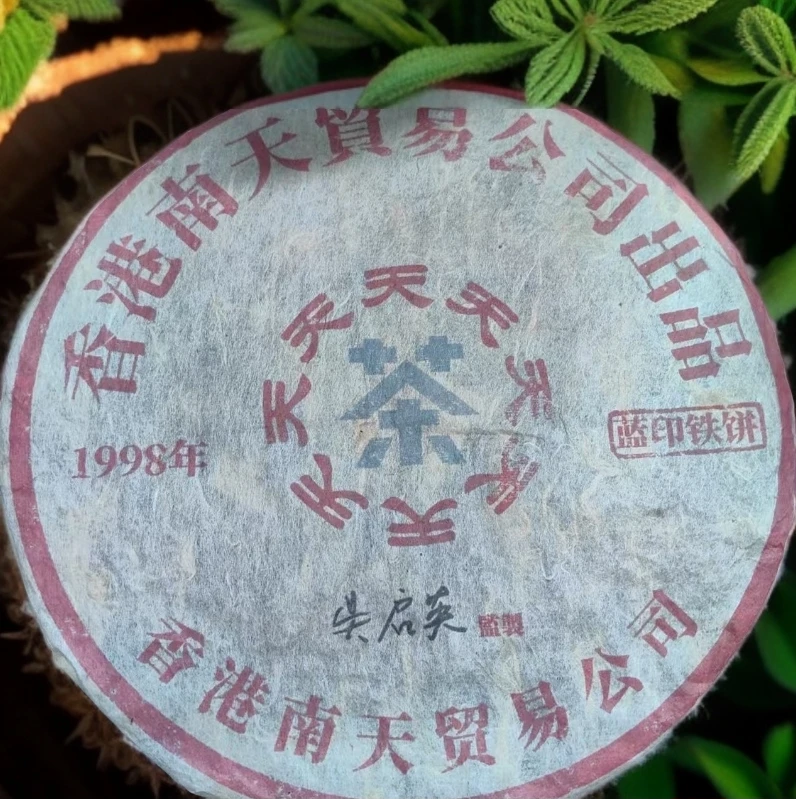 香港南天貿易公司出品
天天天天天天天天
茶
1998年
蓝印铁饼
吴启英 監製
香港南天贸易公司